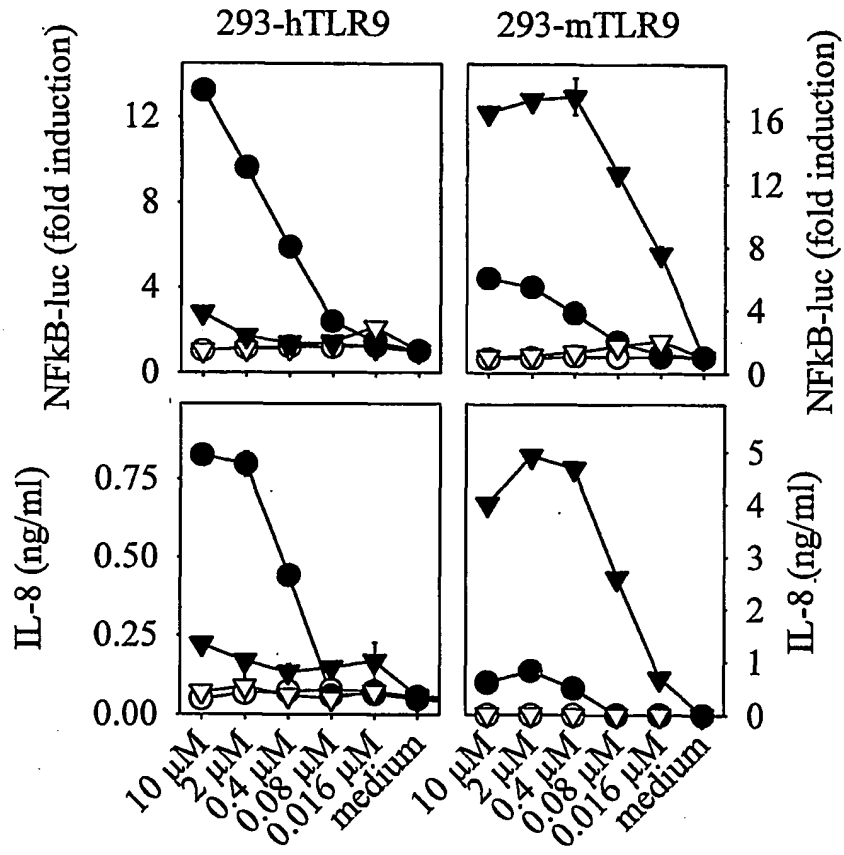 293-hTLR9
293-mTLR9
NFkB-luc (fold induction)
12
8
4
0
16
12
8
4
0
NFkB-luc (fold induction)
IL-8 (ng/ml)
0.75
0.50
0.25
0.00
5
4
3
2
1
0
IL-8 (ng/ml)
10 µM
2 µM
0.4 µM
0.08 µM
0.016 µM
medium
10 µM
2 µM
0.4 µM
0.08 µM
0.016 µM
medium